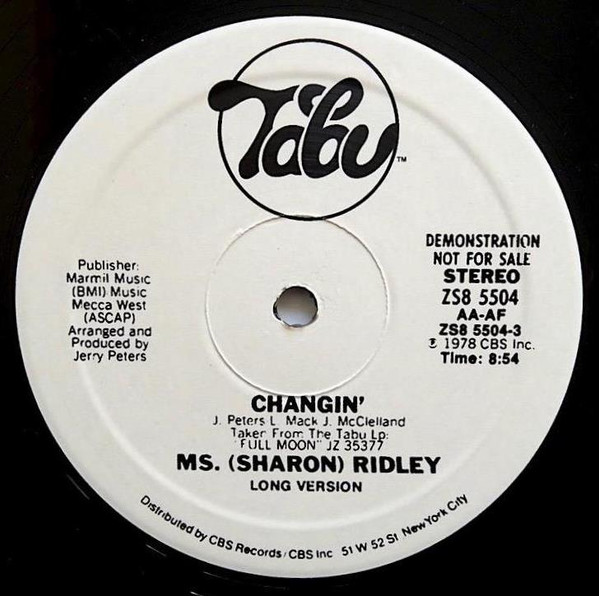 Tabu™
Publisher:
Marmil Music
(BMI) Music
Mecca West
(ASCAP)
Arranged and
Produced by
Jerry Peters
DEMONSTRATION
NOT FOR SALE
STEREO
ZS8 5504
AA-AF
ZS8 5504-3
℗ 1978 CBS Inc.
Time: 8:54
CHANGIN'
J. Peters L. Mack J. McClelland
Taken From The Tabu Lp:
"FULL MOON" JZ 35377
MS. (SHARON) RIDLEY
LONG VERSION
Distributed by CBS Records / CBS Inc 51 W 52 St New York City